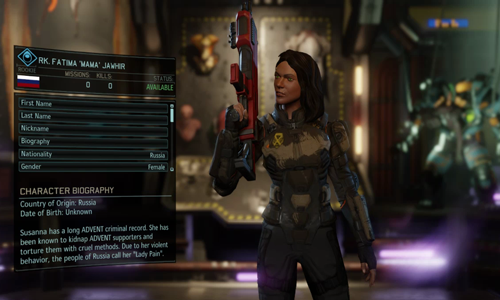 RK. FATIMA 'MAMA' JAWHIR
ROOKIE
MISSIONS KILLS STATUS
0 0 AVAILABLE
First Name
Last Name
Nickname
Biography
Nationality Russia
Gender Female
CHARACTER BIOGRAPHY
Country of Origin: Russia
Date of Birth: Unknown
Susanna has a long ADVENT criminal record. She has
been known to kidnap ADVENT supporters and
torture them with cruel methods. Due to her violent
behavior, the people of Russia call her "Lady Pain".